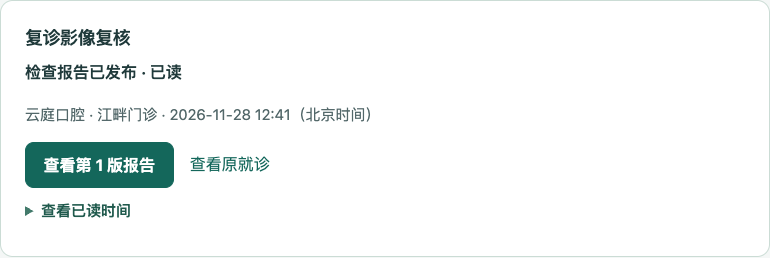 复诊影像复核
检查报告已发布 · 已读
云庭口腔 · 江畔门诊 · 2026-11-28 12:41（北京时间）
查看第 1 版报告 查看原就诊
▶ 查看已读时间